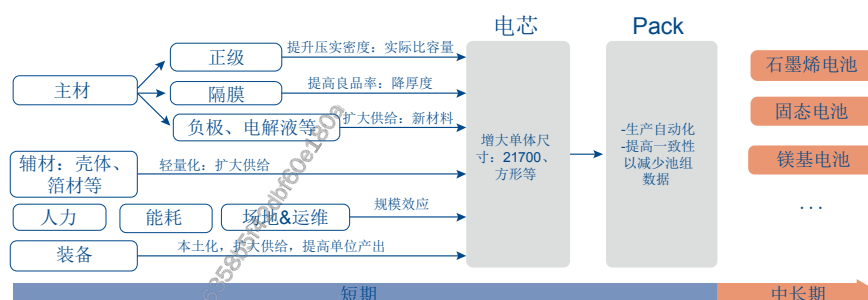 电芯
Pack
正级
提升压实密度：实际比容量
主材
隔膜
提高良品率：降厚度
负极、电解液等
扩大供给：新材料
辅材：壳体、
箔材等
轻量化：扩大供给
人力
能耗
场地&运维
规模效应
装备
本土化，扩大供给，提高单位产出
增大单体尺
寸：21700、
方形等
-生产自动化
-提高一致性
以减少池组
数据
石墨烯电池
固态电池
镁基电池
...
短期
中长期